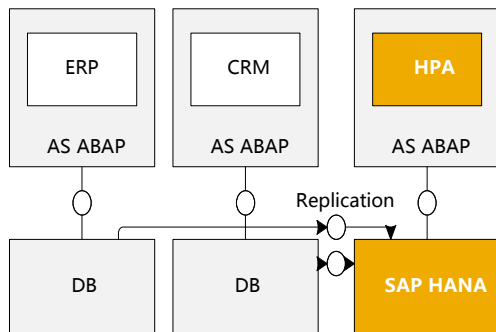 ERP
CRM
HPA
AS ABAP
AS ABAP
AS ABAP
Replication
DB
DB
SAP HANA